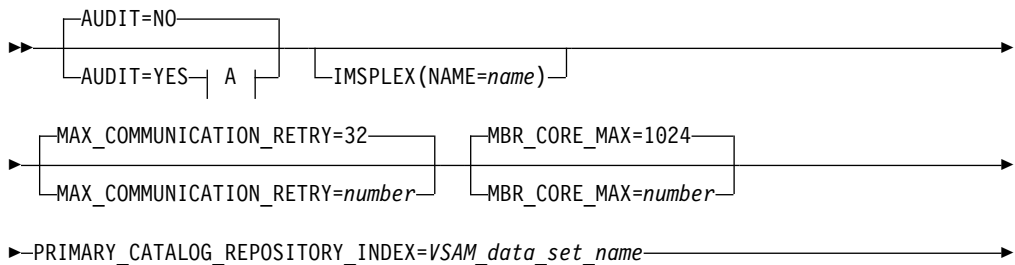 AUDIT=NO
AUDIT=YES A
IMSPLEX(NAME=name)
MAX_COMMUNICATION_RETRY=32
MBR_CORE_MAX=1024
MAX_COMMUNICATION_RETRY=number
MBR_CORE_MAX=number
PRIMARY_CATALOG_REPOSITORY_INDEX=VSAM_data_set_name